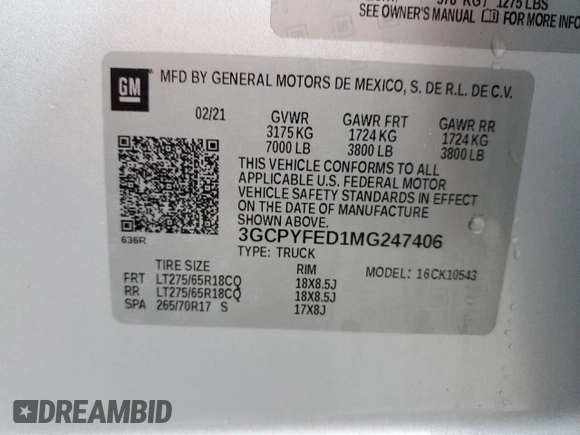 370 KG / 1275 LBS
SEE OWNER'S MANUAL FOR MORE INFO
GM
MFD BY GENERAL MOTORS DE MEXICO, S. DE R.L. DE C.V.
02/21 GVWR GAWR FRT GAWR RR
3175 KG 1724 KG 1724 KG
7000 LB 3800 LB 3800 LB
THIS VEHICLE CONFORMS TO ALL
APPLICABLE U.S. FEDERAL MOTOR
VEHICLE SAFETY STANDARDS IN EFFECT
ON THE DATE OF MANUFACTURE
SHOWN ABOVE.
636R
3GCPYFED1MG247406
TYPE: TRUCK MODEL: 16CK10543
TIRE SIZE RIM
FRT LT275/65R18CQ 18X8.5J
RR LT275/65R18CQ 18X8.5J
SPA 265/70R17 S 17X8J
DREAMBID